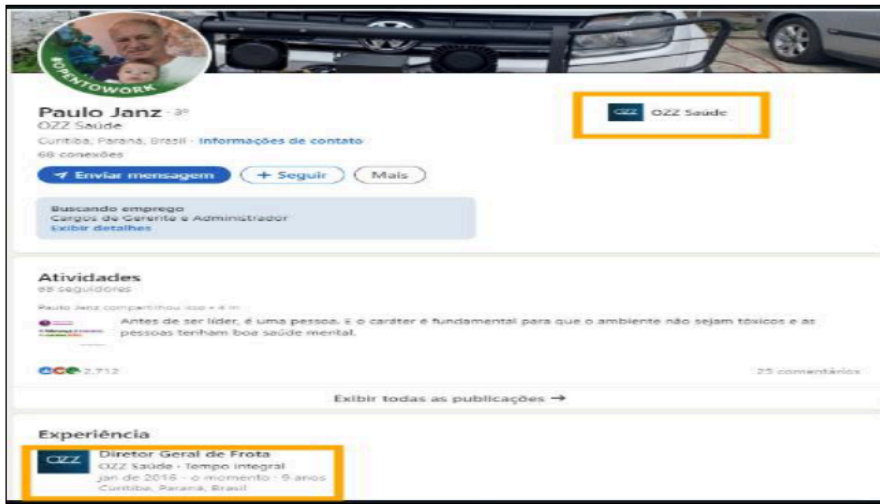 #OPENTOWORK
Paulo Janz · 3º
OZZ Saúde
OZZ OZZ Saúde
Curitiba, Paraná, Brasil · Informações de contato
68 conexões
Enviar mensagem
+ Seguir
Mais
Buscando emprego
Cargos de Gerente e Administrador
Exibir detalhes
Atividades
68 seguidores
Paulo Janz compartilhou isso • 4 m
Antes de ser líder, é uma pessoa. E o caráter é fundamental para que o ambiente não sejam tóxicos e as
pessoas tenham boa saúde mental.
2.712
25 comentários
Exibir todas as publicações →
Experiência
OZZ
Diretor Geral de Frota
OZZ Saúde · Tempo integral
jan de 2016 - o momento · 9 anos
Curitiba, Paraná, Brasil